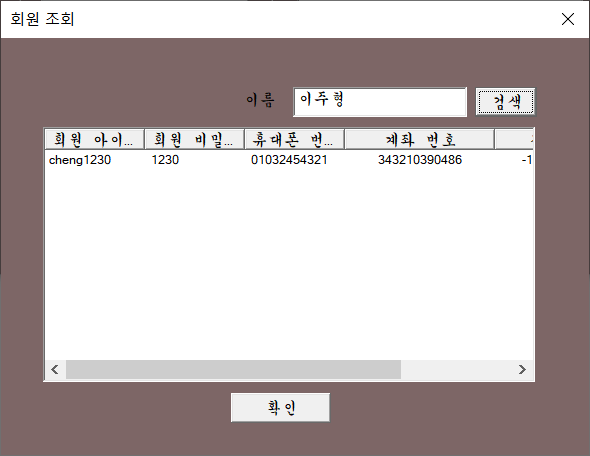 회원 조회
이름 이주형 검색
회원 아이... 회원 비밀... 휴대폰 번... 계좌 번호
cheng1230 1230 01032454321 343210390486 -1
확인